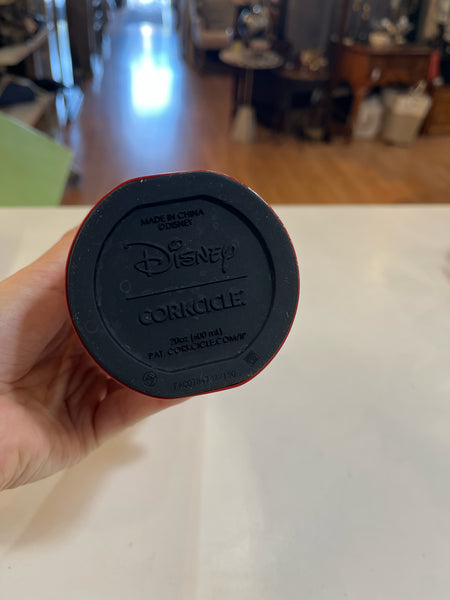 MADE IN CHINA
©DISNEY
Disney
CORKCICLE.
20oz (600 ml)
PAT. CORKCICLE.COM/IP